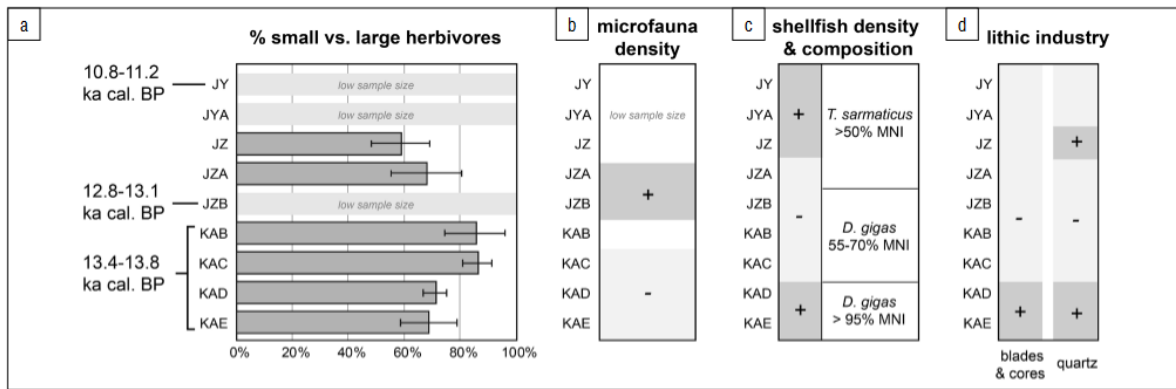 a
% small vs. large herbivores
10.8-11.2
ka cal. BP
12.8-13.1
ka cal. BP
13.4-13.8
ka cal. BP
JY
low sample size
JYA
low sample size
JZ
JZA
JZB
low sample size
KAB
KAC
KAD
KAE
0%
20%
40%
60%
80%
100%
b
microfauna
density
low sample size
+
-
c
shellfish density
& composition
JY
JYA
JZ
JZA
JZB
KAB
KAC
KAD
KAE
+
-
+
T. sarmaticus
>50% MNI
D. gigas
55-70% MNI
D. gigas
> 95% MNI
JY
JYA
JZ
JZA
JZB
KAB
KAC
KAD
KAE
d
lithic industry
JY
JYA
JZ
JZA
JZB
KAB
KAC
KAD
KAE
-
+
+
-
+
blades
& cores
quartz